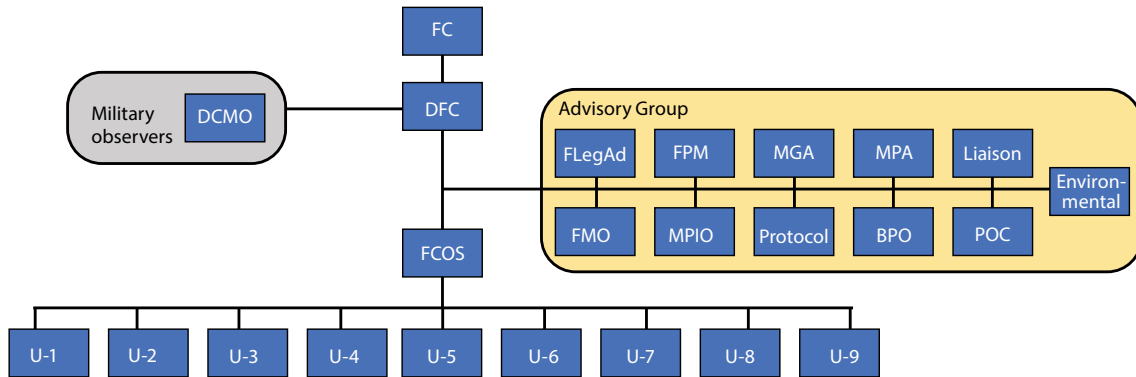 FC
Military
observers
DCMO
DFC
Advisory Group
FLegAd
FPM
MGA
MPA
Liaison
Environ-
mental
FMO
MPIO
Protocol
BPO
POC
FCOS
U-1
U-2
U-3
U-4
U-5
U-6
U-7
U-8
U-9